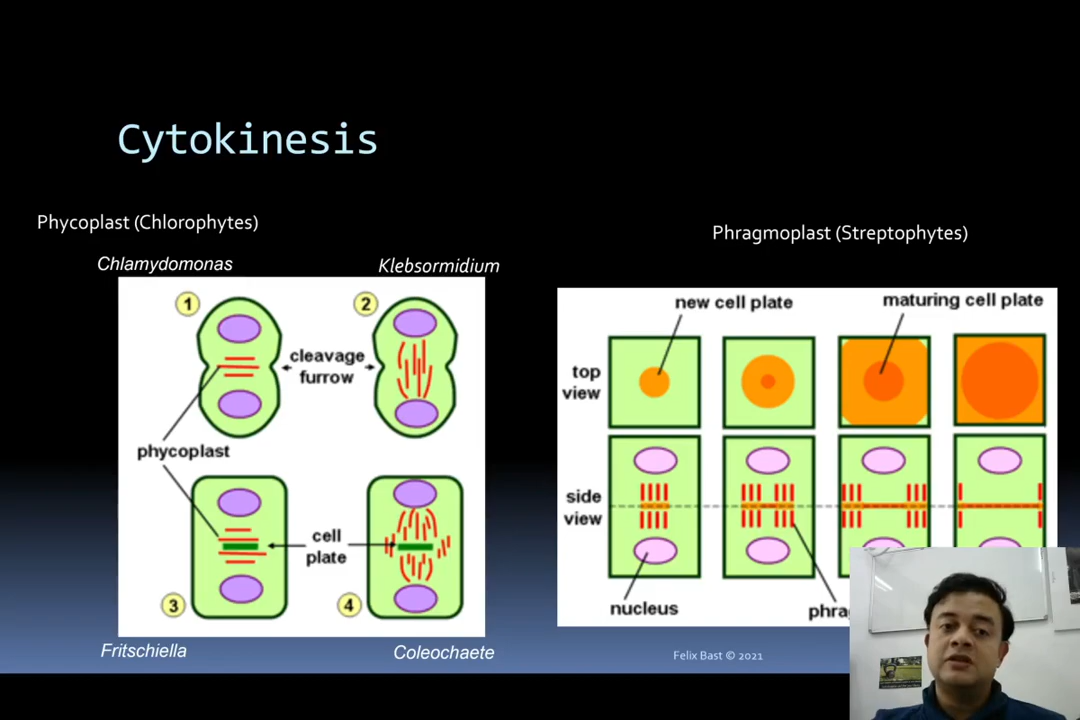 Cytokinesis
Phycoplast (Chlorophytes)
Chlamydomonas
Klebsormidium
1
2
cleavage
furrow
phycoplast
cell
plate
3
4
Fritschiella
Coleochaete
Phragmoplast (Streptophytes)
new cell plate
maturing cell plate
top
view
side
view
nucleus
phra
Felix Bast © 2021